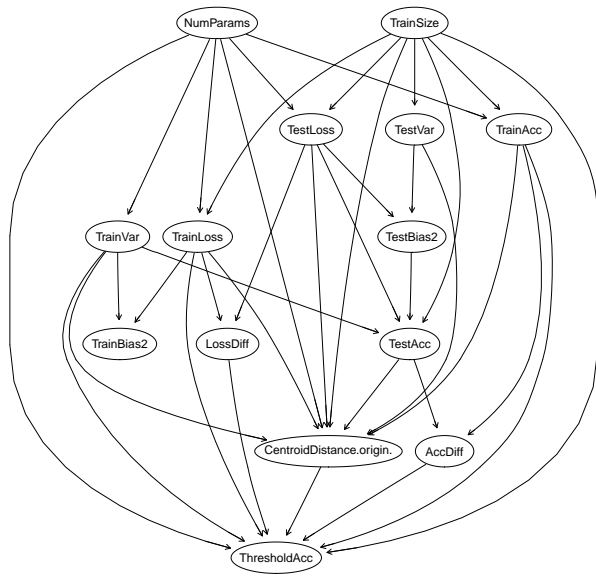 NumParams TrainSize
TestLoss TestVar TrainAcc
TrainVar TrainLoss TestBias2
TrainBias2 LossDiff TestAcc
CentroidDistance.origin. AccDiff
ThresholdAcc